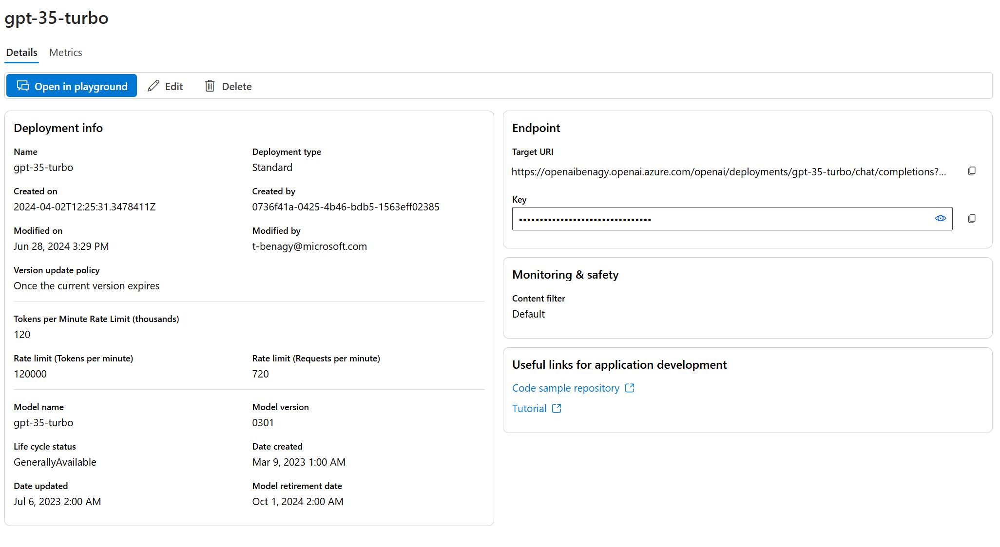 gpt-35-turbo
Details Metrics
Open in playground Edit Delete
Deployment info
Name Deployment type
gpt-35-turbo Standard
Created on Created by
2024-04-02T12:25:31.3478411Z 0736f41a-0425-4b46-bdb5-1563eff02385
Modified on Modified by
Jun 28, 2024 3:29 PM t-benagy@microsoft.com
Version update policy
Once the current version expires
Tokens per Minute Rate Limit (thousands)
120
Rate limit (Tokens per minute) Rate limit (Requests per minute)
120000 720
Model name Model version
gpt-35-turbo 0301
Life cycle status Date created
GenerallyAvailable Mar 9, 2023 1:00 AM
Date updated Model retirement date
Jul 6, 2023 2:00 AM Oct 1, 2024 2:00 AM
Endpoint
Target URI
https://openaibenagy.openai.azure.com/openai/deployments/gpt-35-turbo/chat/completions?...
Key
••••••••••••••••••••••••••••••••
Monitoring & safety
Content filter
Default
Useful links for application development
Code sample repository
Tutorial